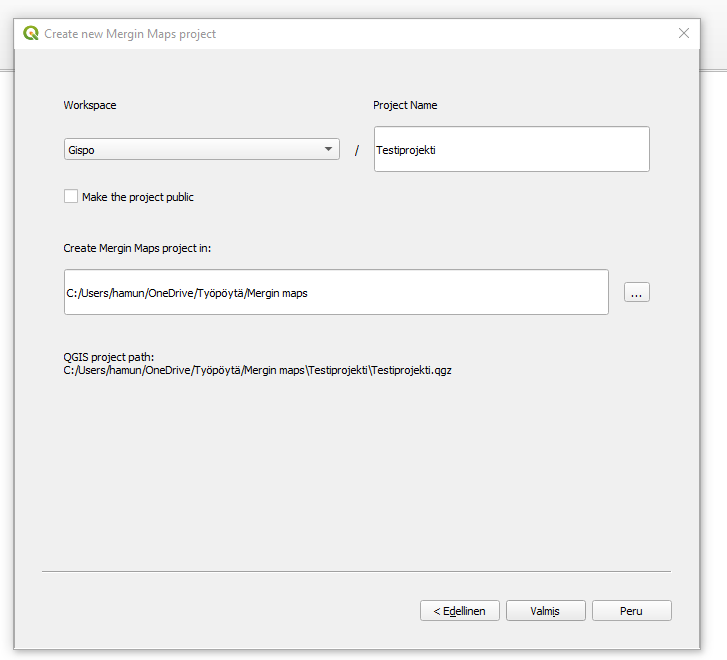 Create new Mergin Maps project
Workspace
Project Name
Gispo
/
Testiprojekti
Make the project public
Create Mergin Maps project in:
C:/Users/hamun/OneDrive/Työpöytä/Mergin maps
...
QGIS project path:
C:/Users/hamun/OneDrive/Työpöytä/Mergin maps\Testiprojekti\Testiprojekti.qgz
< Edellinen
Valmis
Peru